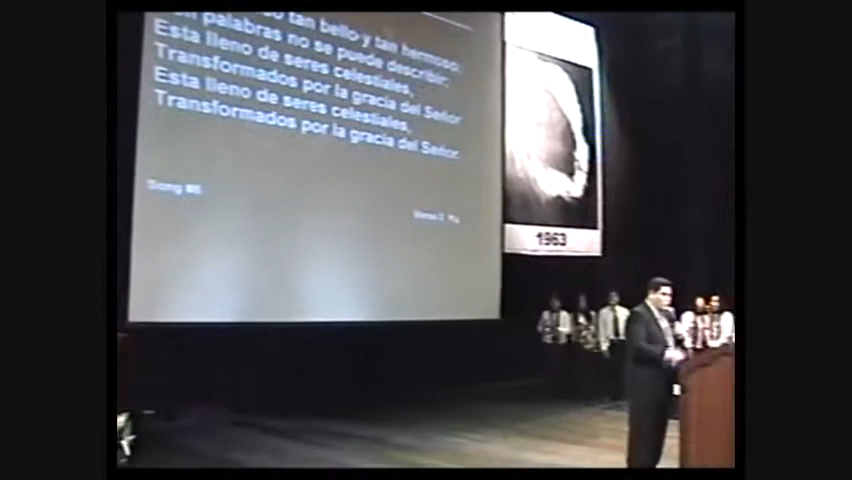 tan bello y tan hermoso;
palabras no se puede describir;
Esta lleno de seres celestiales,
Transformados por la gracia del Señor
Esta lleno de seres celestiales,
Transformados por la gracia del Señor.
Song
1963